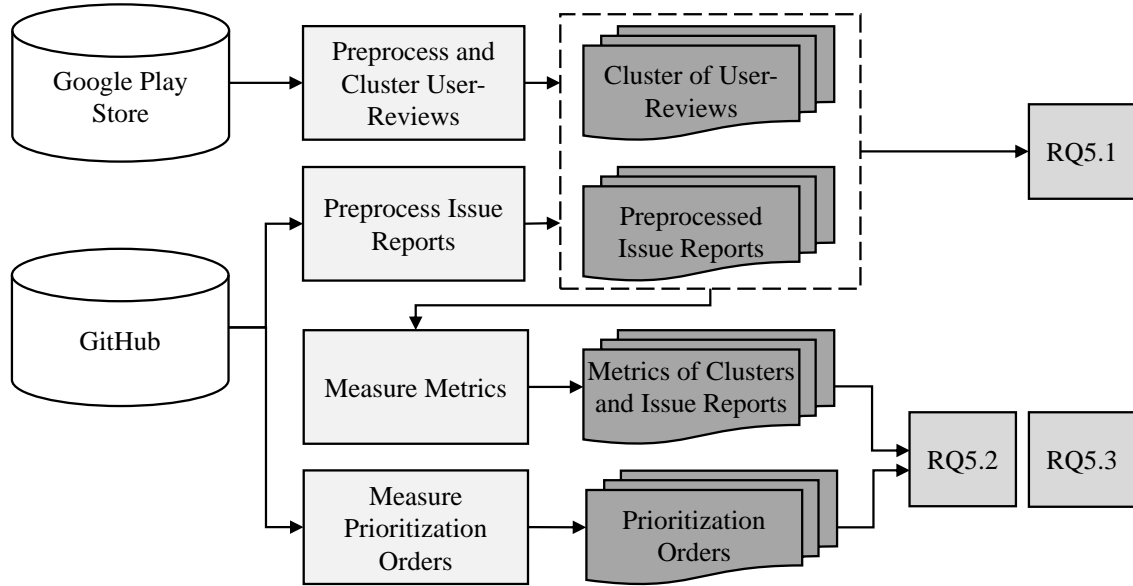 Google Play
Store
Preprocess and
Cluster User-
Reviews
Cluster of User-
Reviews
RQ5.1
Preprocess Issue
Reports
Preprocessed
Issue Reports
GitHub
Measure Metrics
Metrics of Clusters
and Issue Reports
RQ5.2
RQ5.3
Measure
Prioritization
Orders
Prioritization
Orders